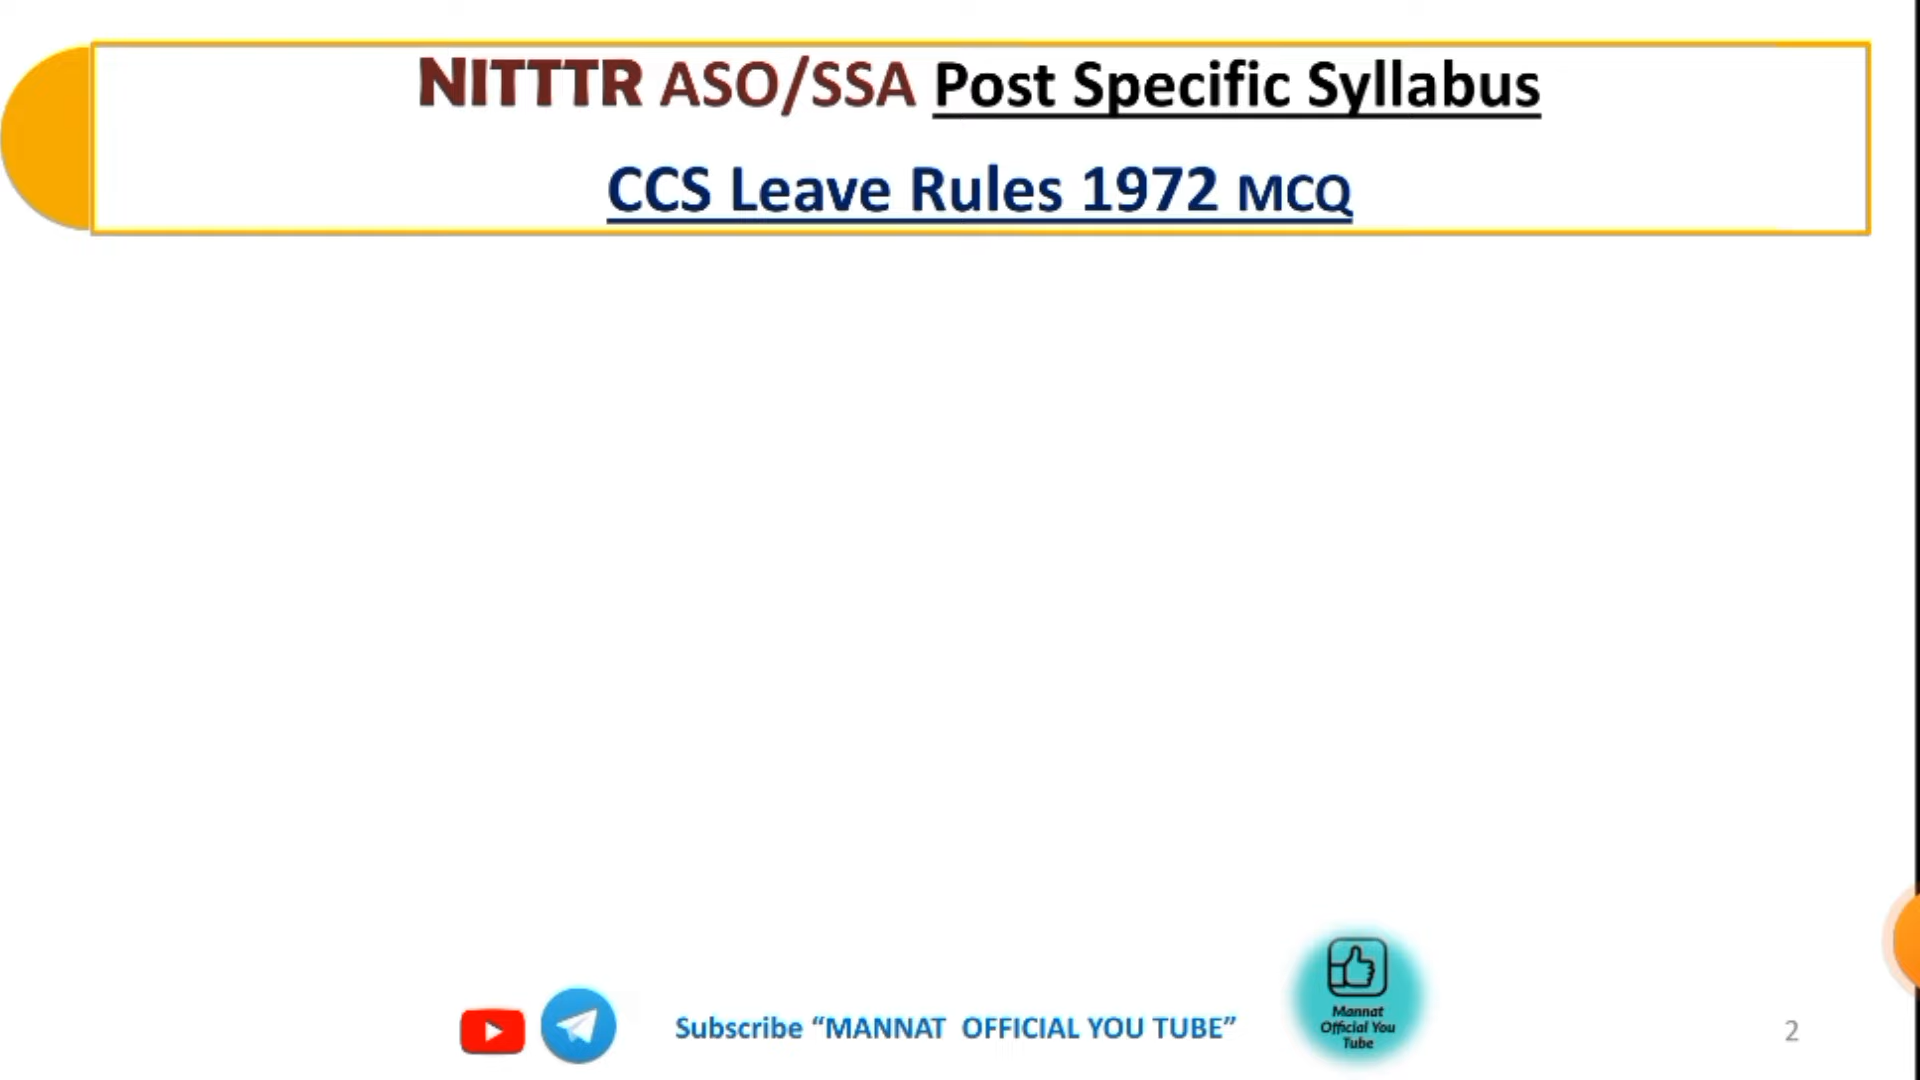 NITTTR ASO/SSA Post Specific Syllabus
CCS Leave Rules 1972 MCQ
Subscribe “MANNAT OFFICIAL YOU TUBE”
Mannat
Official You
Tube
2